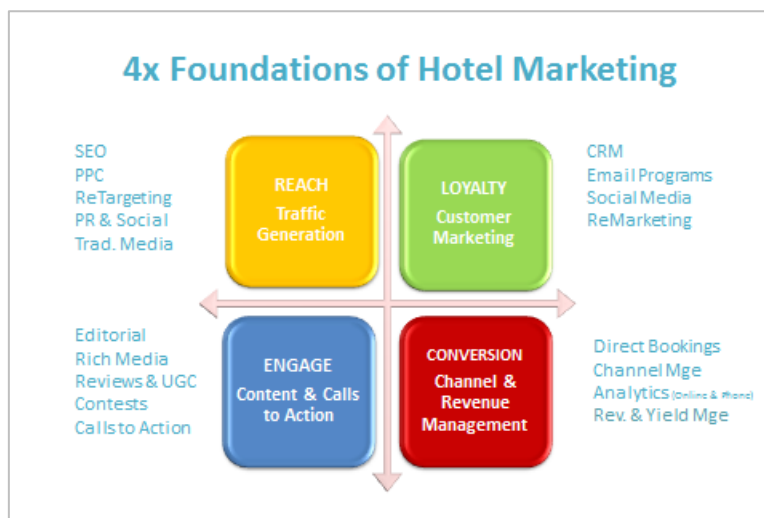 4x Foundations of Hotel Marketing
SEO
PPC
ReTargeting
PR & Social
Trad. Media
REACH
Traffic
Generation
LOYALTY
Customer
Marketing
CRM
Email Programs
Social Media
ReMarketing
Editorial
Rich Media
Reviews & UGC
Contests
Calls to Action
ENGAGE
Content & Calls
to Action
CONVERSION
Channel &
Revenue
Management
Direct Bookings
Channel Mge
Analytics (Online & Phone)
Rev. & Yield Mge